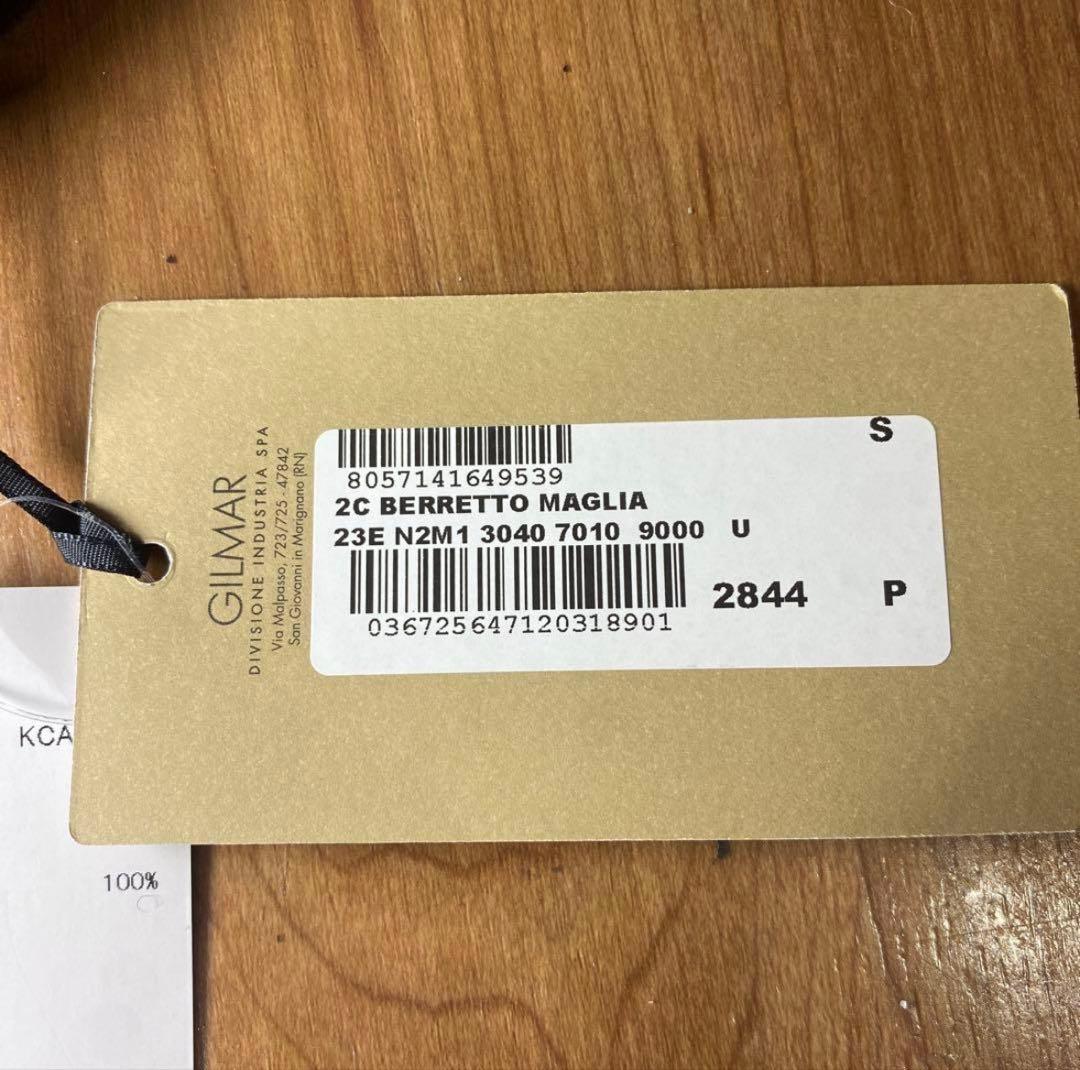 GILMAR
DIVISIONE INDUSTRIA SPA
Via Malpasso, 723/725 - 47842
San Giovanni in Marignano (RN)
S
8057141649539
2C BERRETTO MAGLIA
23E N2M1 3040 7010 9000 U
2844 P
036725647120318901
KCA
100%